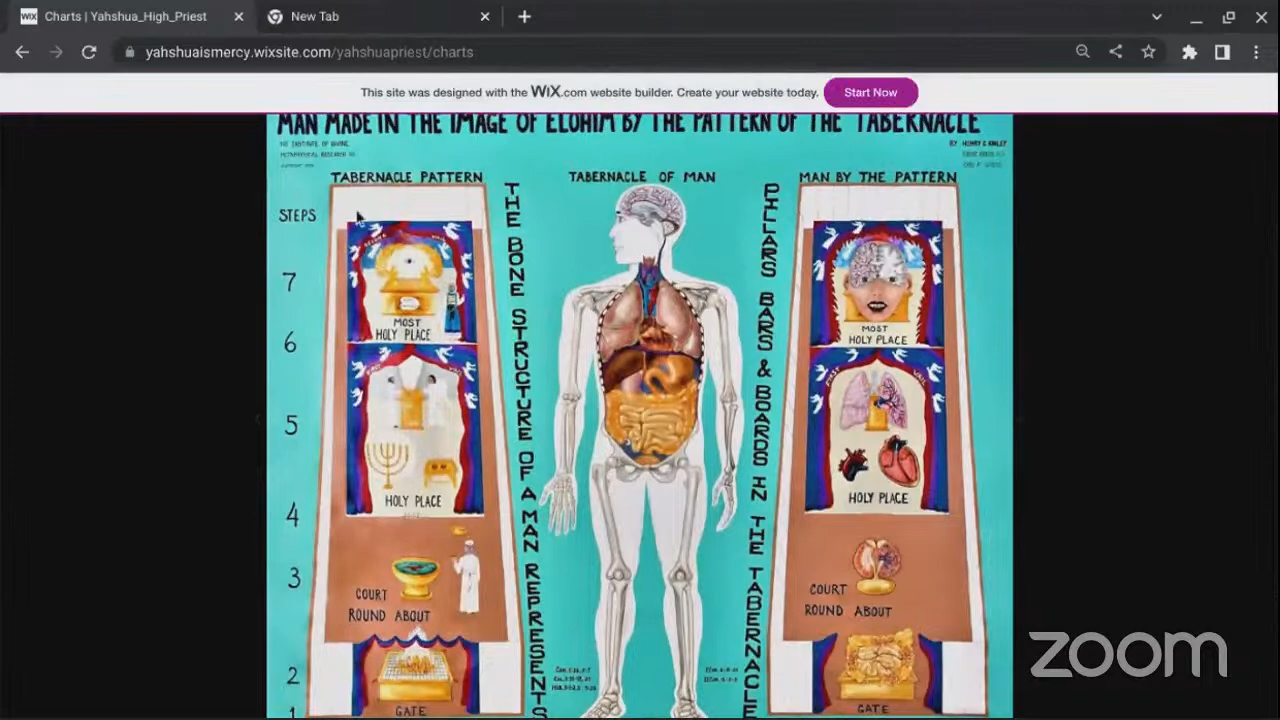 Charts | Yahshua_High_Priest
New Tab
yahshuaismercy.wixsite.com/yahshuapriest/charts
This site was designed with the WIX.com website builder. Create your website today.
Start Now
MAN MADE IN THE IMAGE OF ELOHIM BY THE PATTERN OF THE TABERNACLE
BY HENRY C KINLEY
TABERNACLE PATTERN
TABERNACLE OF MAN
MAN BY THE PATTERN
STEPS
7
6
5
4
3
2
1
MOST
HOLY PLACE
HOLY PLACE
COURT
ROUND ABOUT
GATE
THE BONE STRUCTURE OF A MAN REPRESENTS
PILLARS BARS & BOARDS IN THE TABERNACLE
MOST
HOLY PLACE
HOLY PLACE
COURT
ROUND ABOUT
GATE
zoom